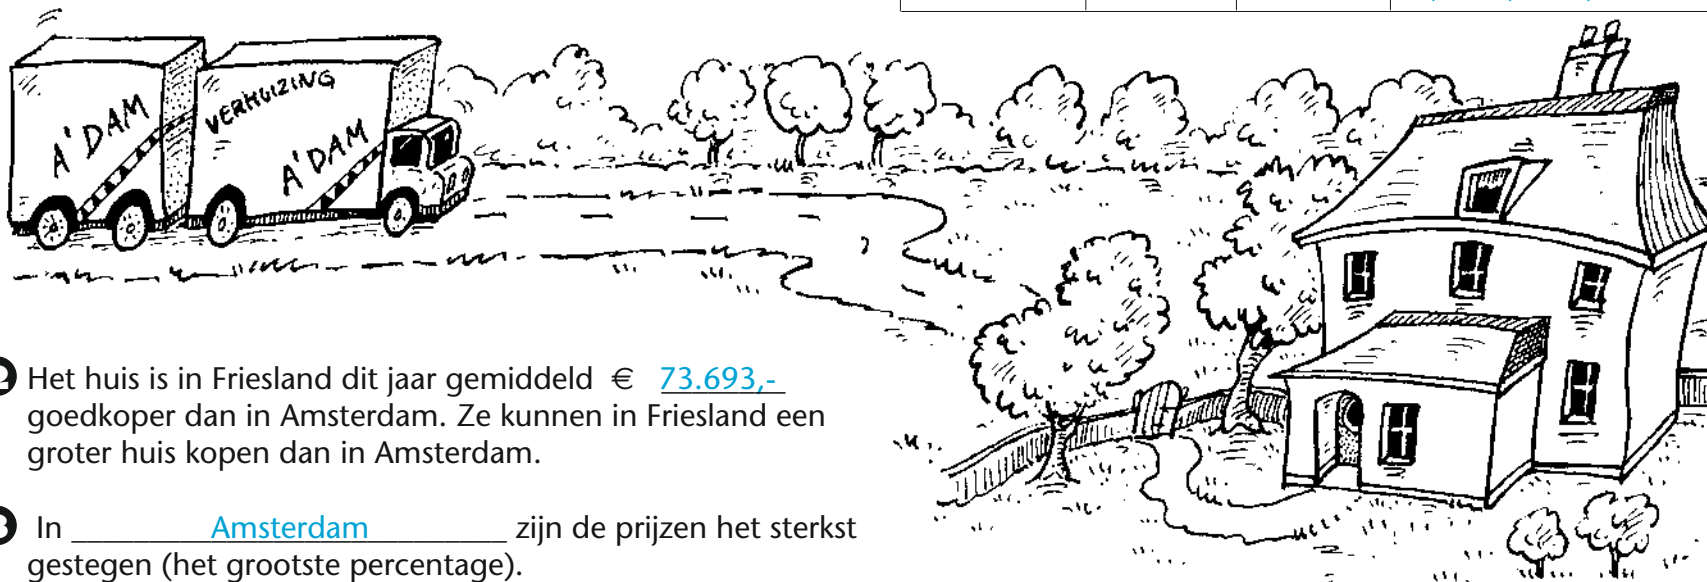 A'DAM
VERHUIZING
A'DAM
2 Het huis is in Friesland dit jaar gemiddeld € 73.693,-
goedkoper dan in Amsterdam. Ze kunnen in Friesland een
groter huis kopen dan in Amsterdam.
3 In Amsterdam zijn de prijzen het sterkst
gestegen (het grootste percentage).